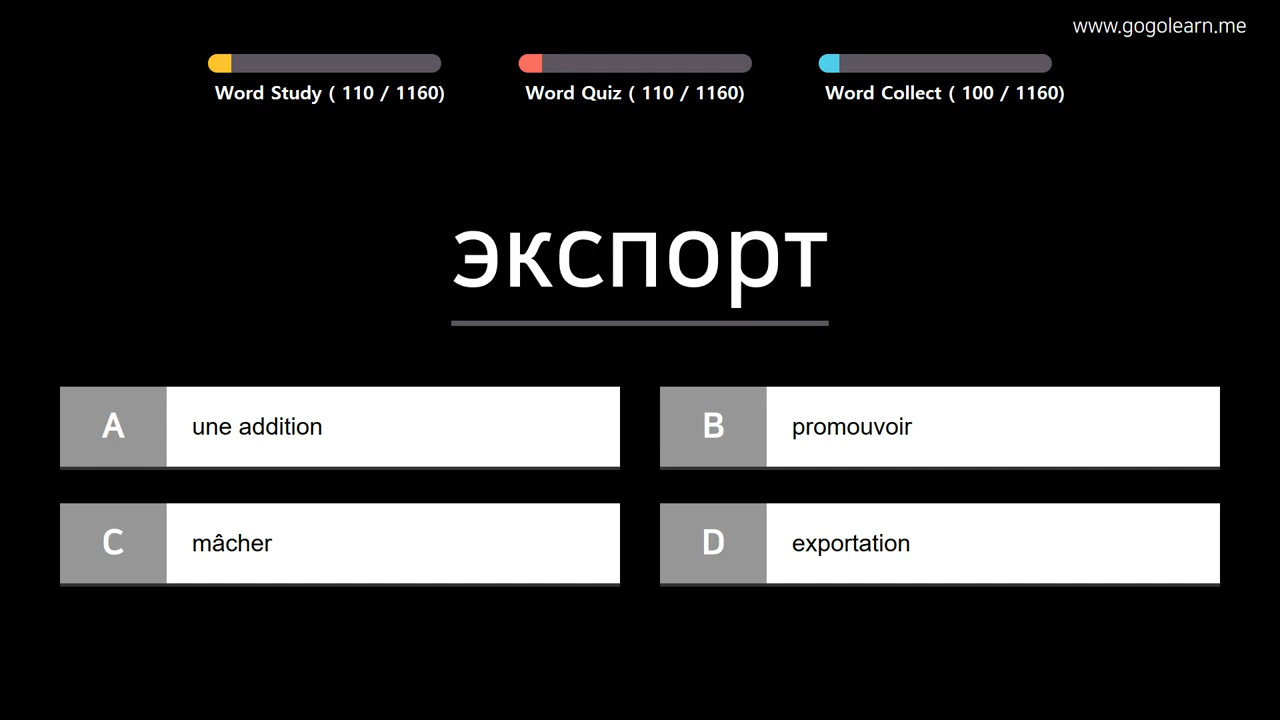 www.gogolearn.me
Word Study ( 110 / 1160)
Word Quiz ( 110 / 1160)
Word Collect ( 100 / 1160)
экспорт
A
une addition
B
promouvoir
C
mâcher
D
exportation